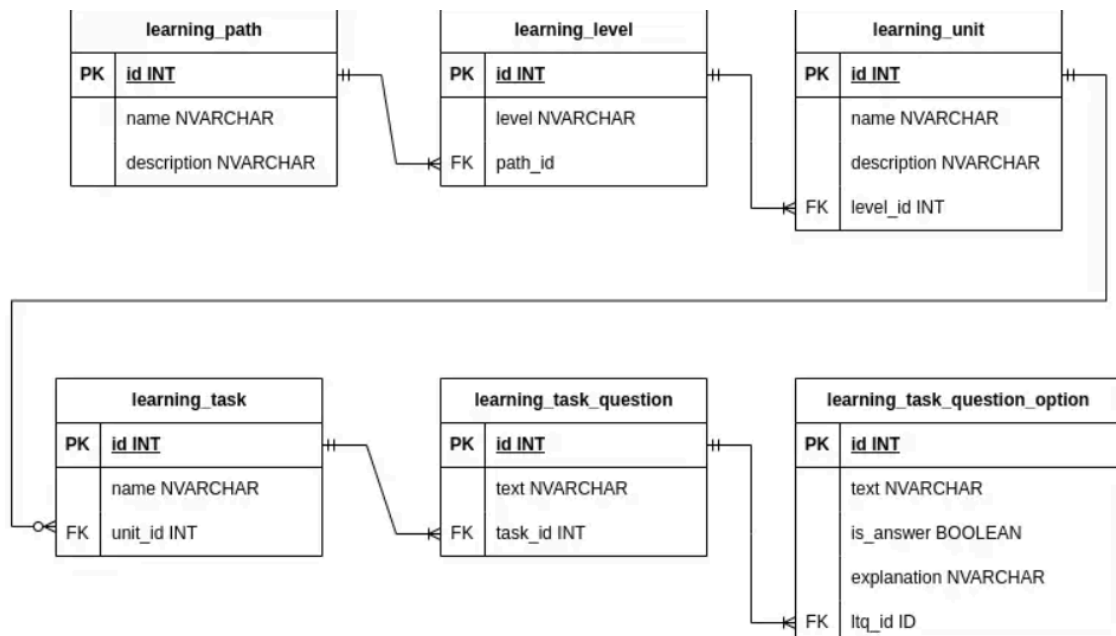 learning_path
PK id INT
name NVARCHAR
description NVARCHAR
learning_level
PK id INT
level NVARCHAR
FK path_id
learning_unit
PK id INT
name NVARCHAR
description NVARCHAR
FK level_id INT
learning_task
PK id INT
name NVARCHAR
FK unit_id INT
learning_task_question
PK id INT
text NVARCHAR
FK task_id INT
learning_task_question_option
PK id INT
text NVARCHAR
is_answer BOOLEAN
explanation NVARCHAR
FK ltq_id ID